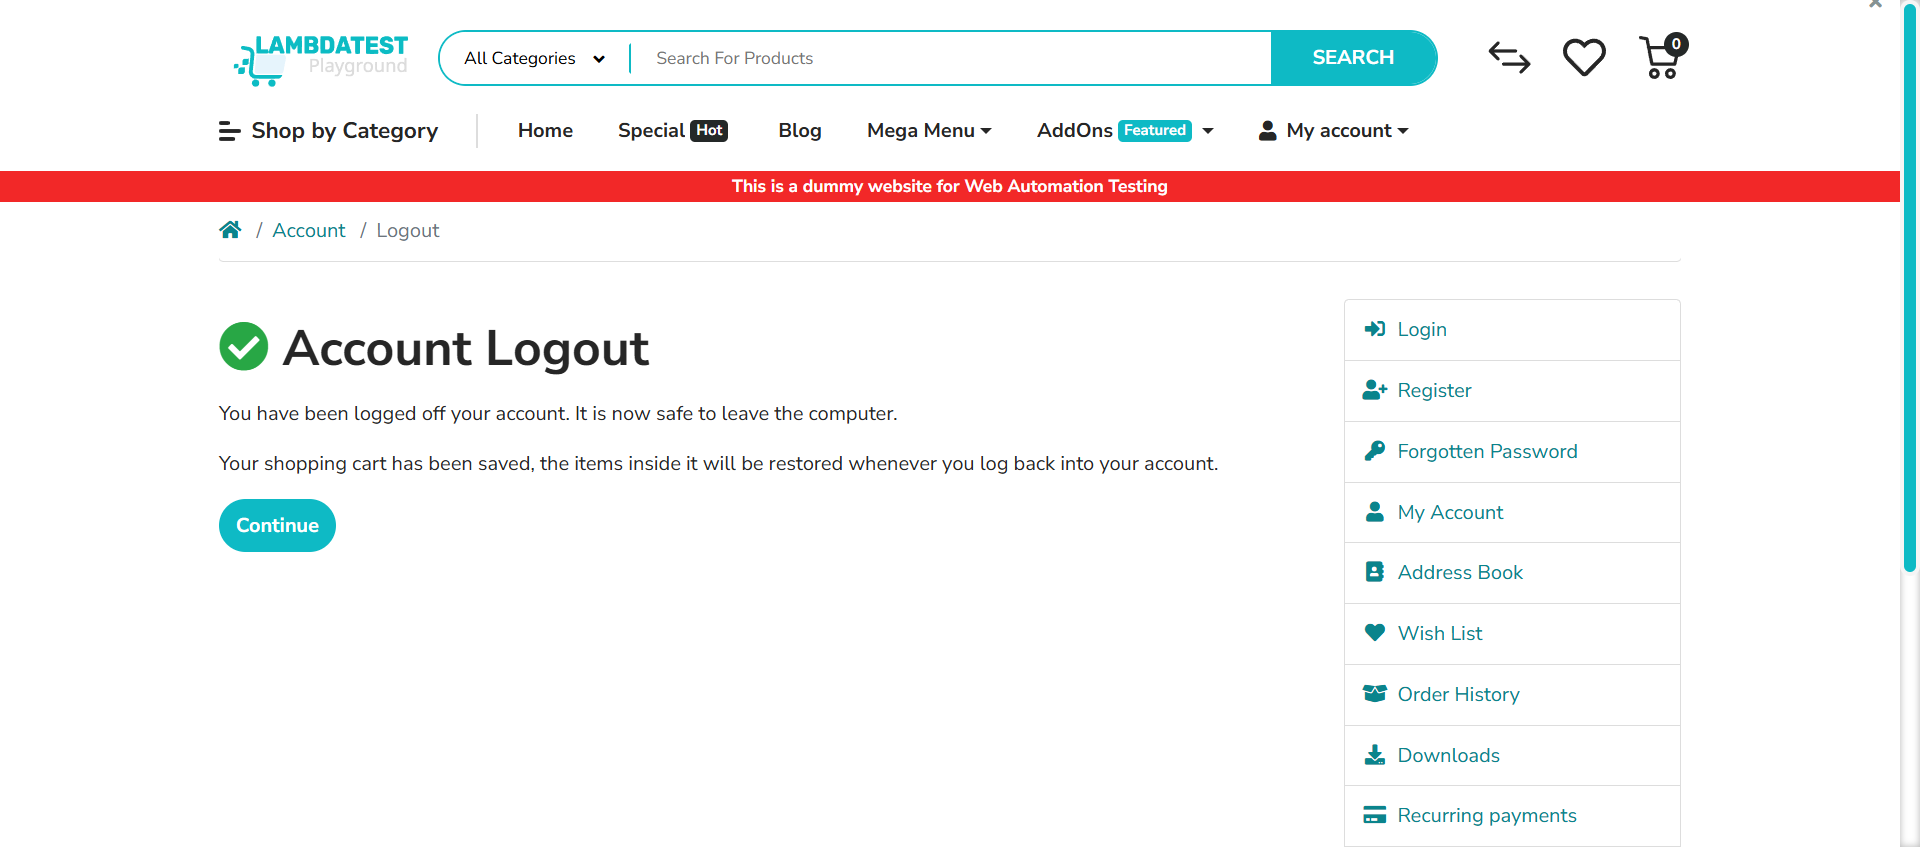 LAMBDATEST
Playground
All Categories
Search For Products
SEARCH
0
Shop by Category
Home
Special Hot
Blog
Mega Menu
AddOns Featured
My account
This is a dummy website for Web Automation Testing
/ Account / Logout
Account Logout
You have been logged off your account. It is now safe to leave the computer.
Your shopping cart has been saved, the items inside it will be restored whenever you log back into your account.
Continue
Login
Register
Forgotten Password
My Account
Address Book
Wish List
Order History
Downloads
Recurring payments